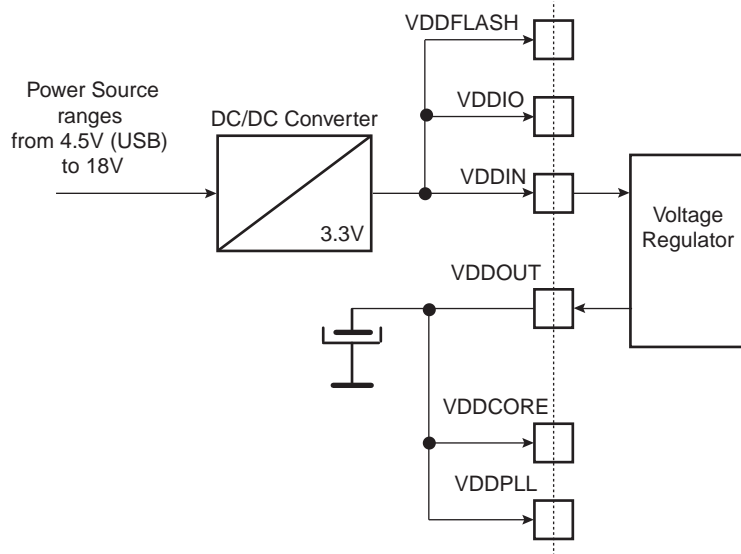 VDDFLASH
Power Source
ranges
from 4.5V (USB)
to 18V
DC/DC Converter
3.3V
VDDIO
VDDIN
Voltage
Regulator
VDDOUT
VDDCORE
VDDPLL